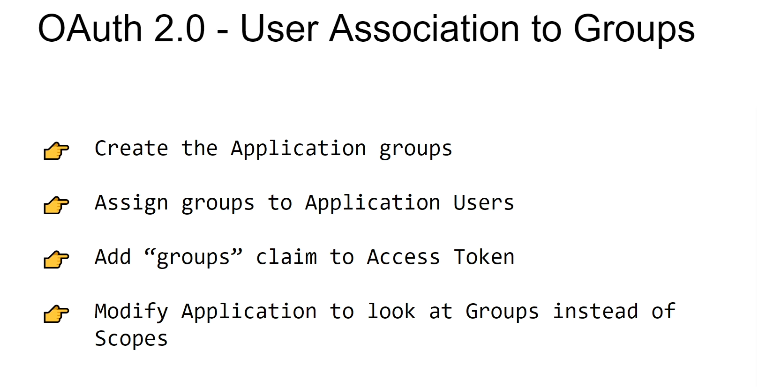 OAuth 2.0 - User Association to Groups
Create the Application groups
Assign groups to Application Users
Add “groups” claim to Access Token
Modify Application to look at Groups instead of
Scopes